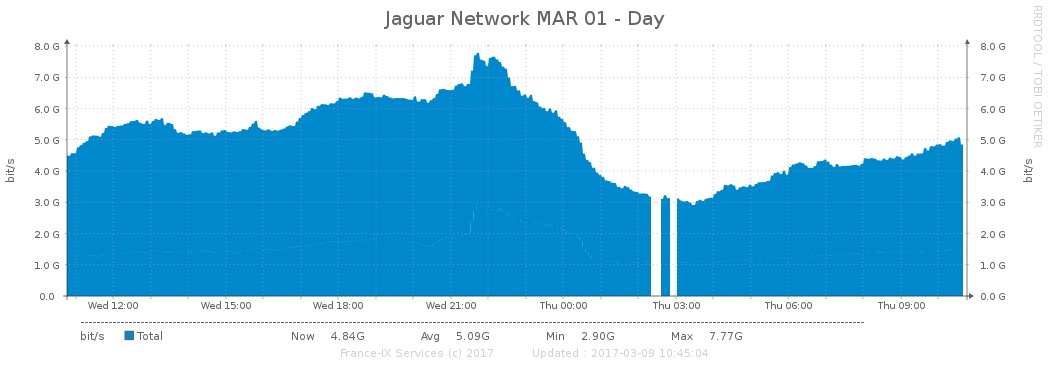 Jaguar Network MAR 01 - Day
RRDTOOL / TOBI OETIKER
8.0 G 8.0 G
7.0 G 7.0 G
6.0 G 6.0 G
5.0 G 5.0 G
4.0 G 4.0 G
3.0 G 3.0 G
2.0 G 2.0 G
1.0 G 1.0 G
0.0 0.0 G
bit/s
bit/s
Wed 12:00 Wed 15:00 Wed 18:00 Wed 21:00 Thu 00:00 Thu 03:00 Thu 06:00 Thu 09:00
bit/s Total Now 4.84G Avg 5.09G Min 2.90G Max 7.77G
France-IX Services (c) 2017 Updated : 2017-03-09 10:45:04